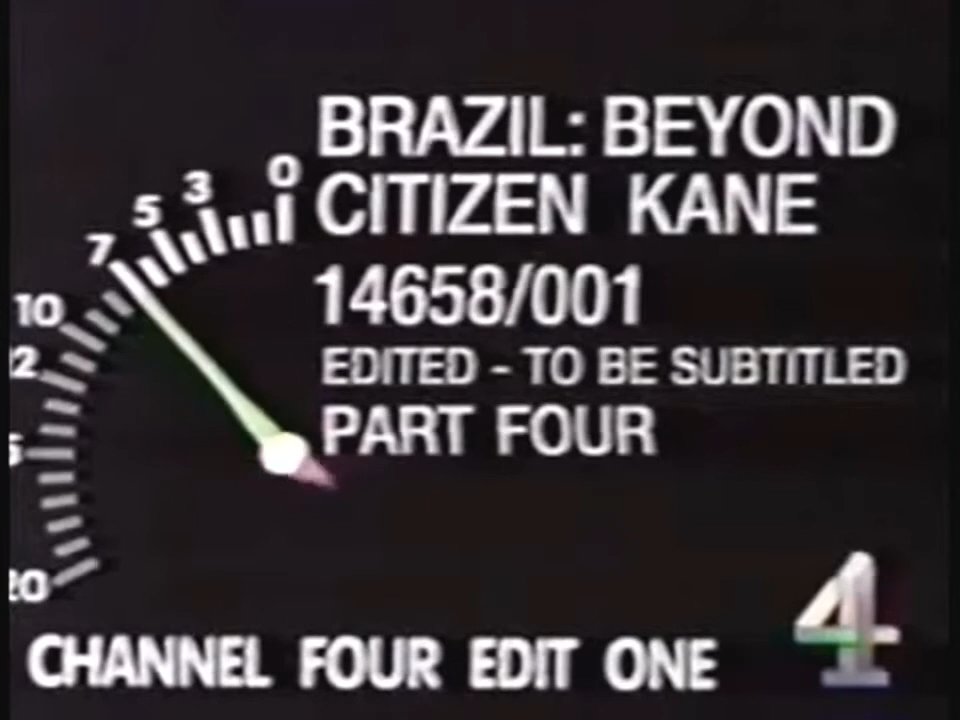 BRAZIL: BEYOND
CITIZEN KANE
14658/001
EDITED - TO BE SUBTITLED
PART FOUR
0
3
5
7
10
20
CHANNEL FOUR EDIT ONE
4